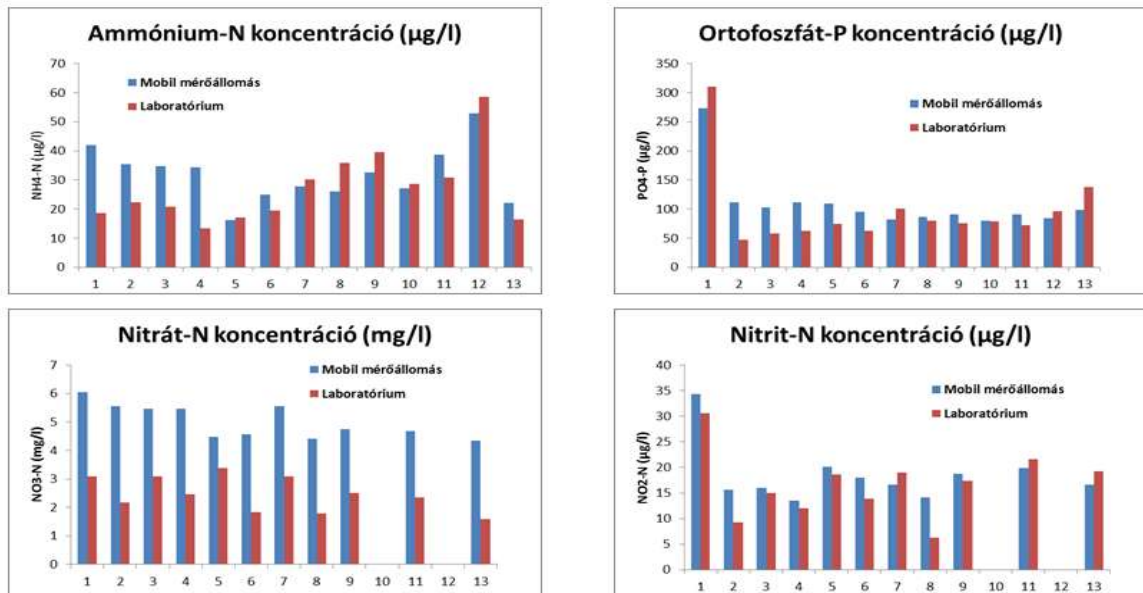 Ammónium-N koncentráció (µg/l)
70
60
50
40
30
20
10
0
NH4-N (µg/l)
Mobil mérőállomás
Laboratórium
1 2 3 4 5 6 7 8 9 10 11 12 13
Ortofoszfát-P koncentráció (µg/l)
350
300
250
200
150
100
50
0
PO4-P (µg/l)
Mobil mérőállomás
Laboratórium
1 2 3 4 5 6 7 8 9 10 11 12 13
Nitrát-N koncentráció (mg/l)
7
6
5
4
3
2
1
0
NO3-N (mg/l)
Mobil mérőállomás
Laboratórium
1 2 3 4 5 6 7 8 9 10 11 12 13
Nitrit-N koncentráció (µg/l)
40
35
30
25
20
15
10
5
0
NO2-N (µg/l)
Mobil mérőállomás
Laboratórium
1 2 3 4 5 6 7 8 9 10 11 12 13